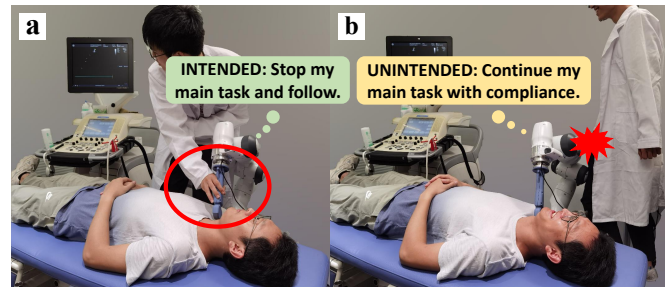 a
INTENDED: Stop my
main task and follow.
b
UNINTENDED: Continue my
main task with compliance.